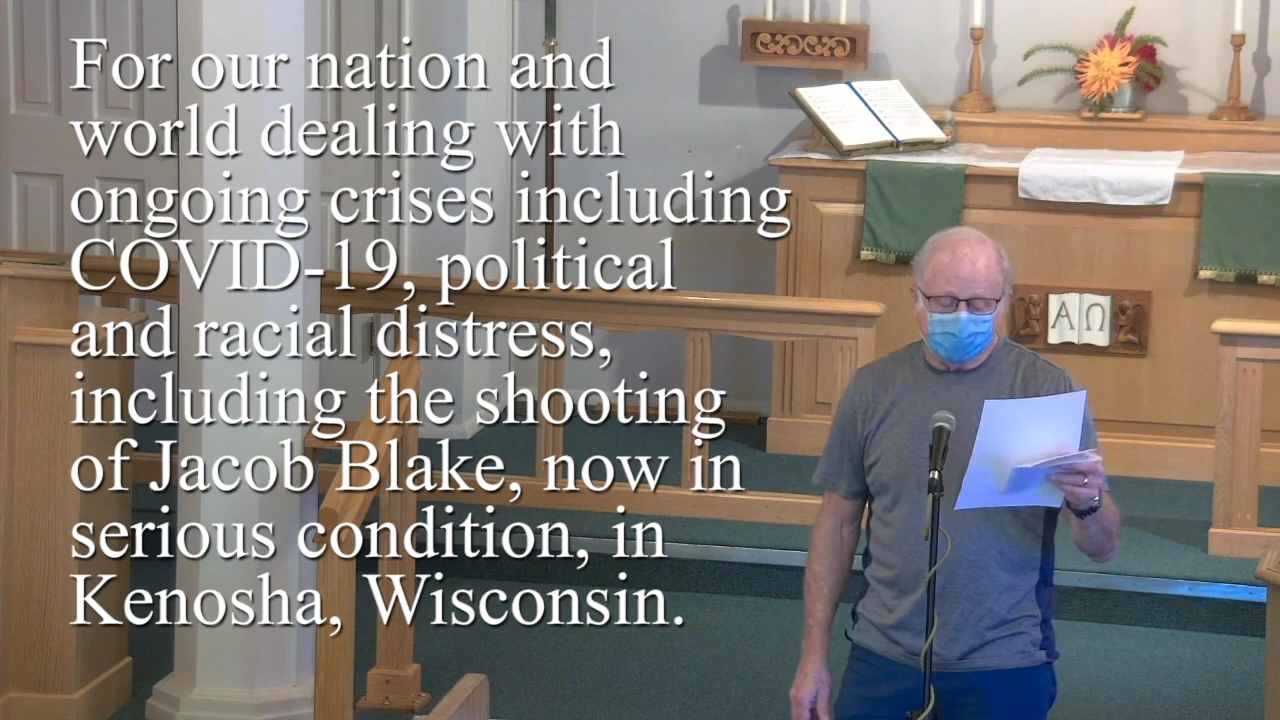 For our nation and
world dealing with
ongoing crises including
COVID-19, political
and racial distress,
including the shooting
of Jacob Blake, now in
serious condition, in
Kenosha, Wisconsin.
Α Ω